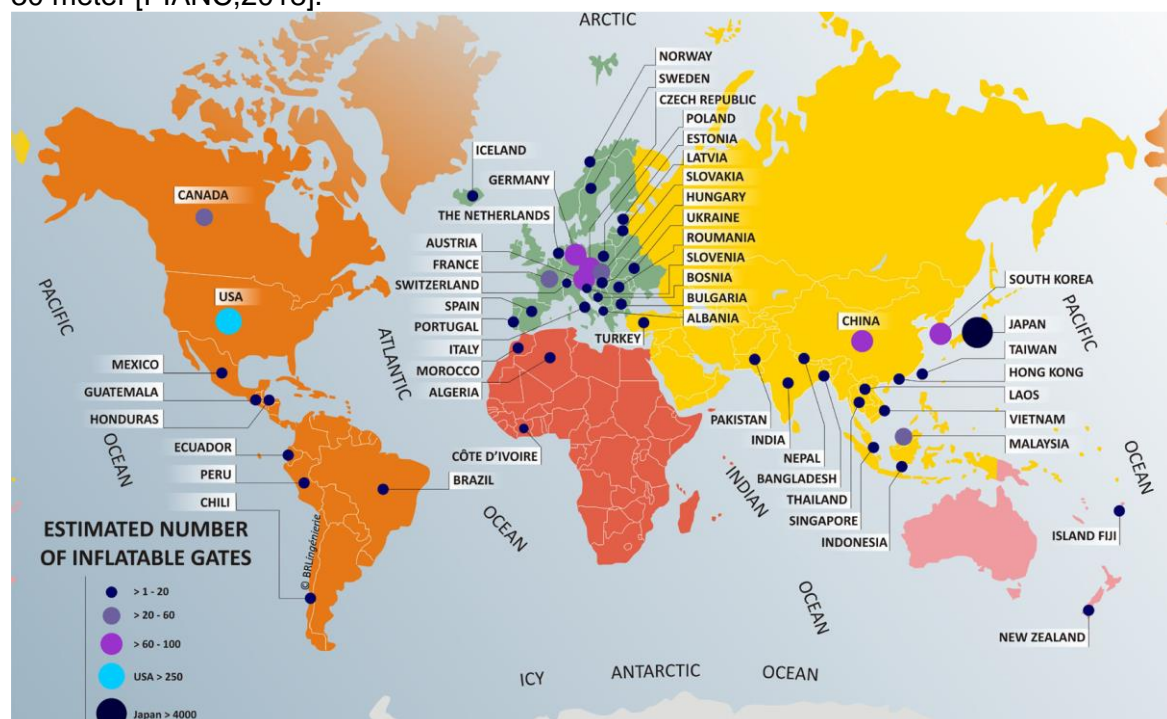 80 meter [PIANC,2018].
ARCTIC
NORWAY
SWEDEN
CZECH REPUBLIC
POLAND
ESTONIA
LATVIA
SLOVAKIA
HUNGARY
UKRAINE
ROUMANIA
SLOVENIA
BOSNIA
BULGARIA
ALBANIA
ICELAND
GERMANY
THE NETHERLANDS
AUSTRIA
FRANCE
SWITZERLAND
SPAIN
PORTUGAL
ITALY
MOROCCO
ALGERIA
TURKEY
CANADA
USA
PACIFIC
OCEAN
ATLANTIC
OCEAN
MEXICO
GUATEMALA
HONDURAS
ECUADOR
PERU
CHILI
BRAZIL
CÔTE D'IVOIRE
CHINA
SOUTH KOREA
PACIFIC
JAPAN
TAIWAN
HONG KONG
LAOS
VIETNAM
MALAYSIA
PAKISTAN
INDIA
NEPAL
BANGLADESH
THAILAND
SINGAPORE
INDONESIA
INDIAN
OCEAN
OCEAN
ISLAND FIJI
NEW ZEALAND
ICY
ANTARCTIC
OCEAN
© BRLingénierie
ESTIMATED NUMBER
OF INFLATABLE GATES
> 1 - 20
> 20 - 60
> 60 - 100
USA > 250
Japan > 4000